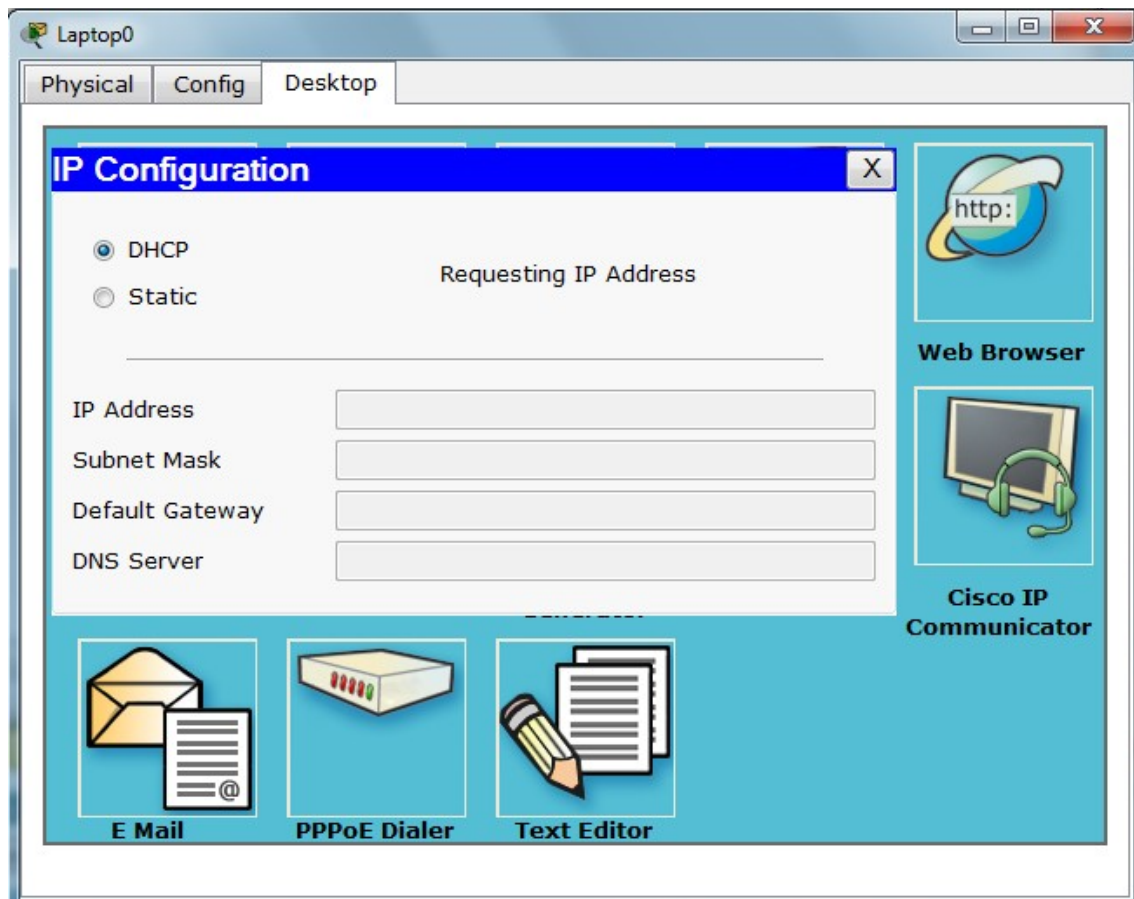 Laptop0
Physical Config Desktop
IP Configuration X
http:
DHCP
Requesting IP Address
Static
Web Browser
IP Address
Subnet Mask
Default Gateway
DNS Server
Cisco IP
Communicator
@
E Mail PPPoE Dialer Text Editor